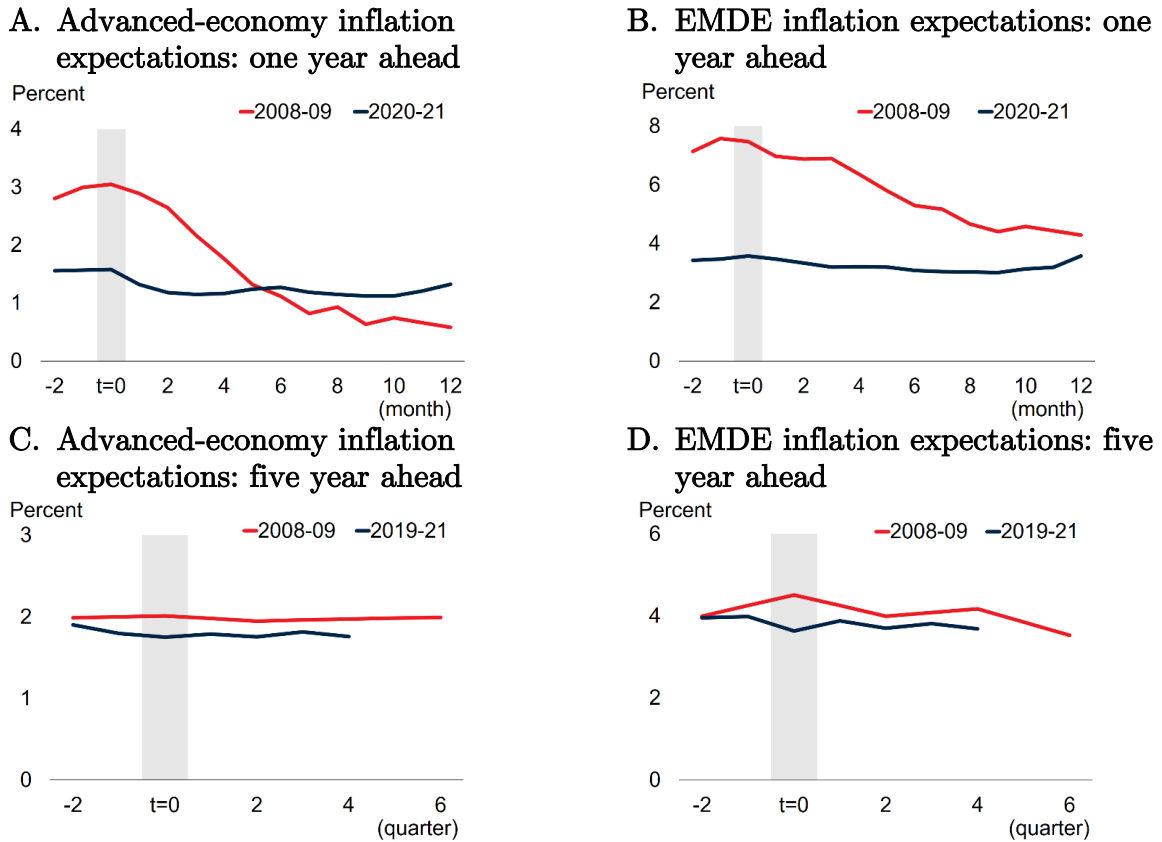 A. Advanced-economy inflation
expectations: one year ahead
Percent
2008-09 2020-21
4
3
2
1
0
-2 t=0 2 4 6 8 10 12
(month)
B. EMDE inflation expectations: one
year ahead
Percent
2008-09 2020-21
8
6
4
2
0
-2 t=0 2 4 6 8 10 12
(month)
C. Advanced-economy inflation
expectations: five year ahead
Percent
2008-09 2019-21
3
2
1
0
-2 t=0 2 4 6
(quarter)
D. EMDE inflation expectations: five
year ahead
Percent
2008-09 2019-21
6
4
2
0
-2 t=0 2 4 6
(quarter)